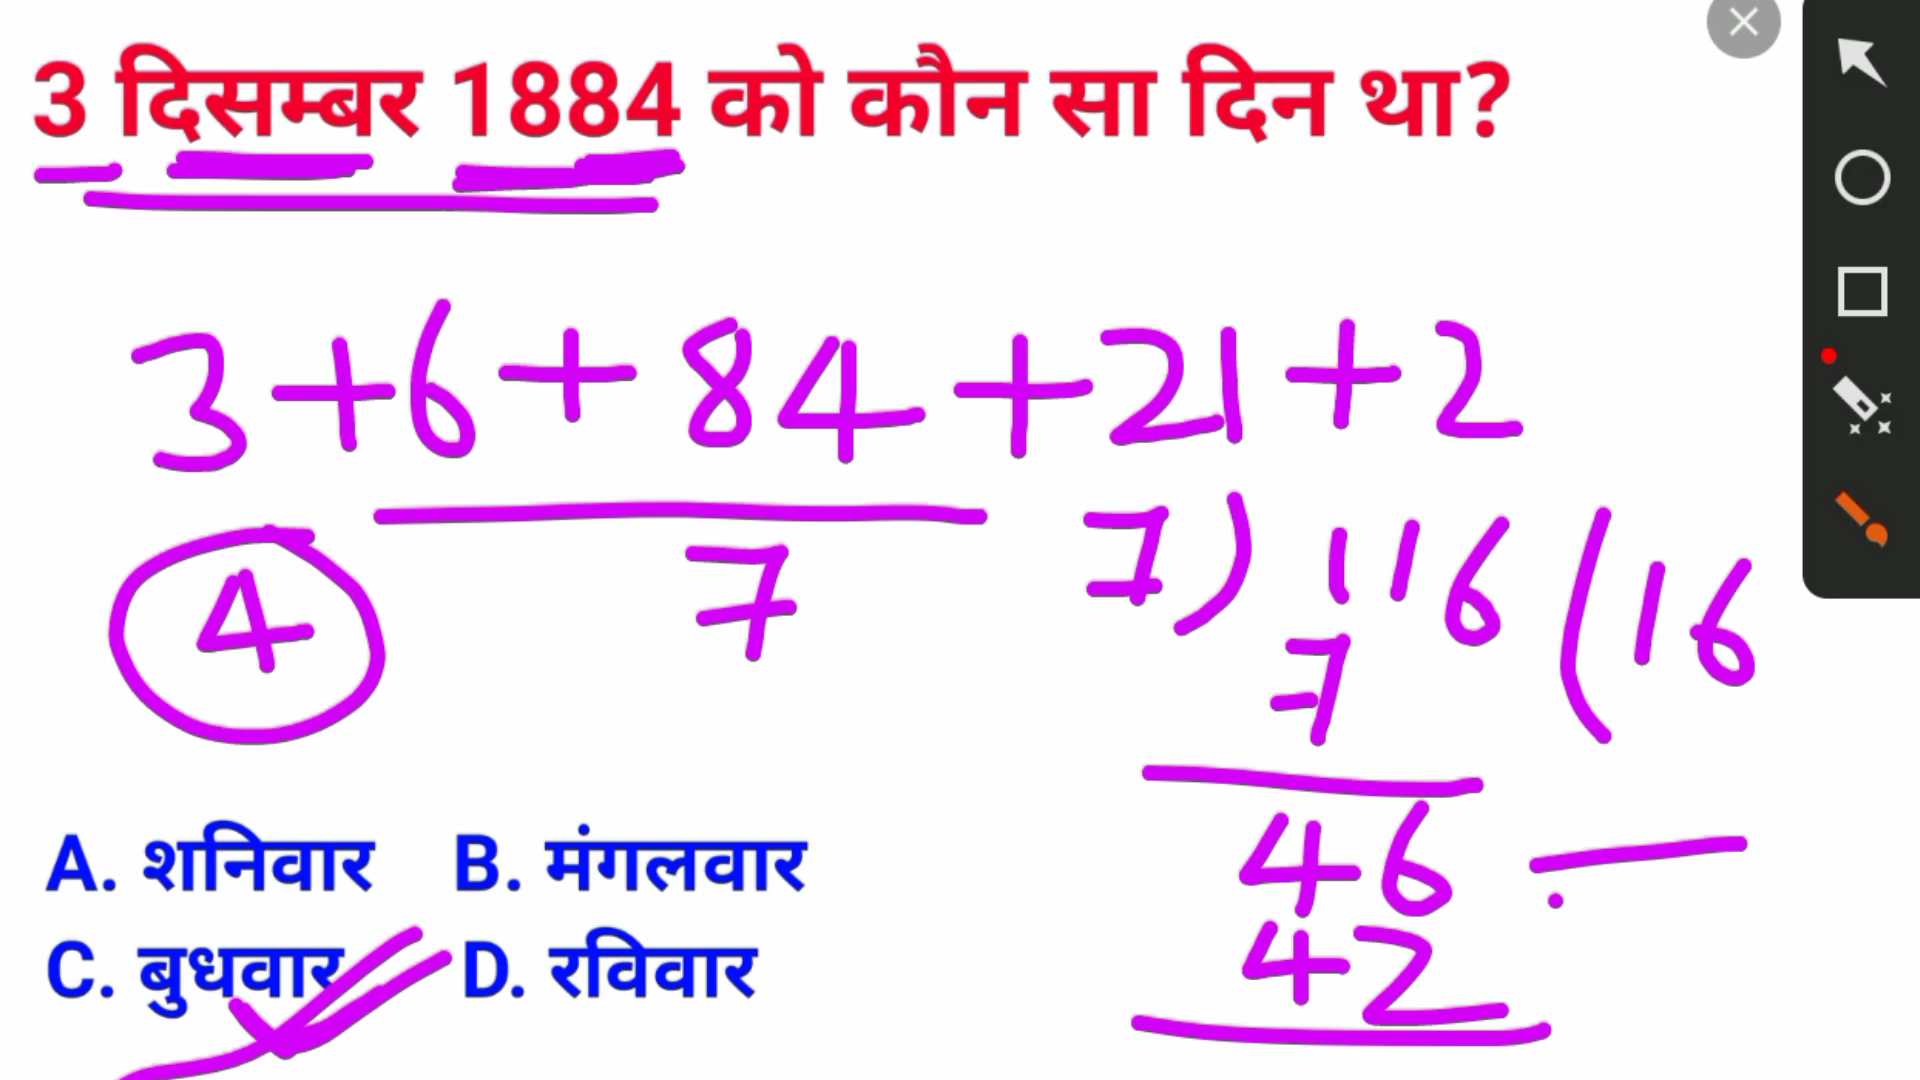 3 दिसम्बर 1884 को कौन सा दिन था?
3+6+84+21+2
7
4
7) 116 (16
7
46
42
A. शनिवार B. मंगलवार
C. बुधवार D. रविवार